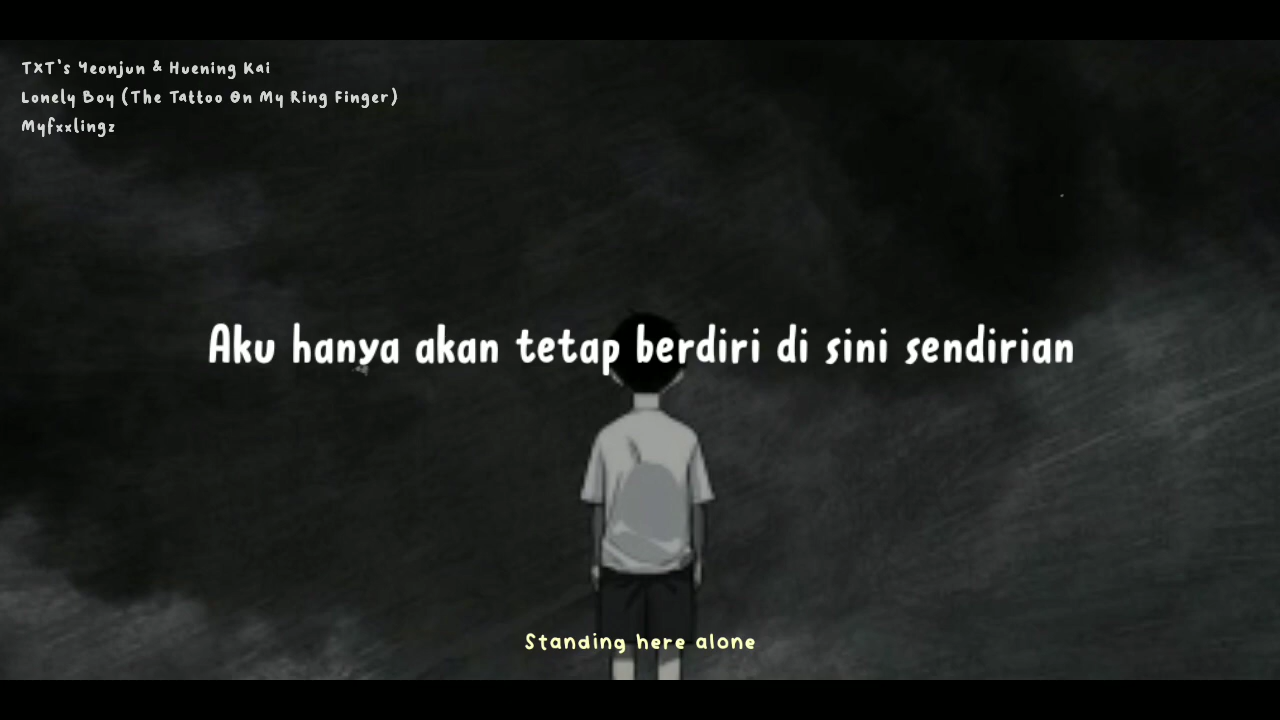 TXT's Yeonjun & Huening Kai
Lonely Boy (The Tattoo On My Ring Finger)
Myfxxlingz
Aku hanya akan tetap berdiri di sini sendirian
Standing here alone